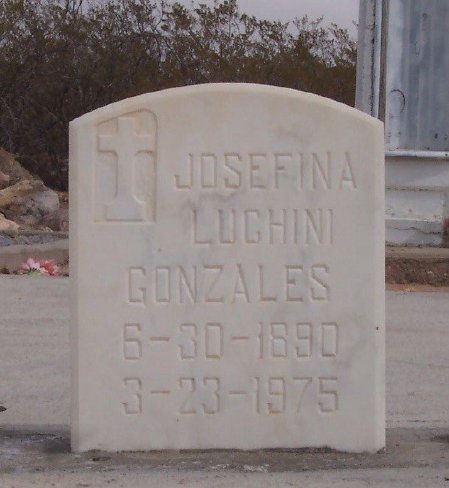 JOSEFINA
LUCHINI
GONZALES
6-30-1890
3-23-1975